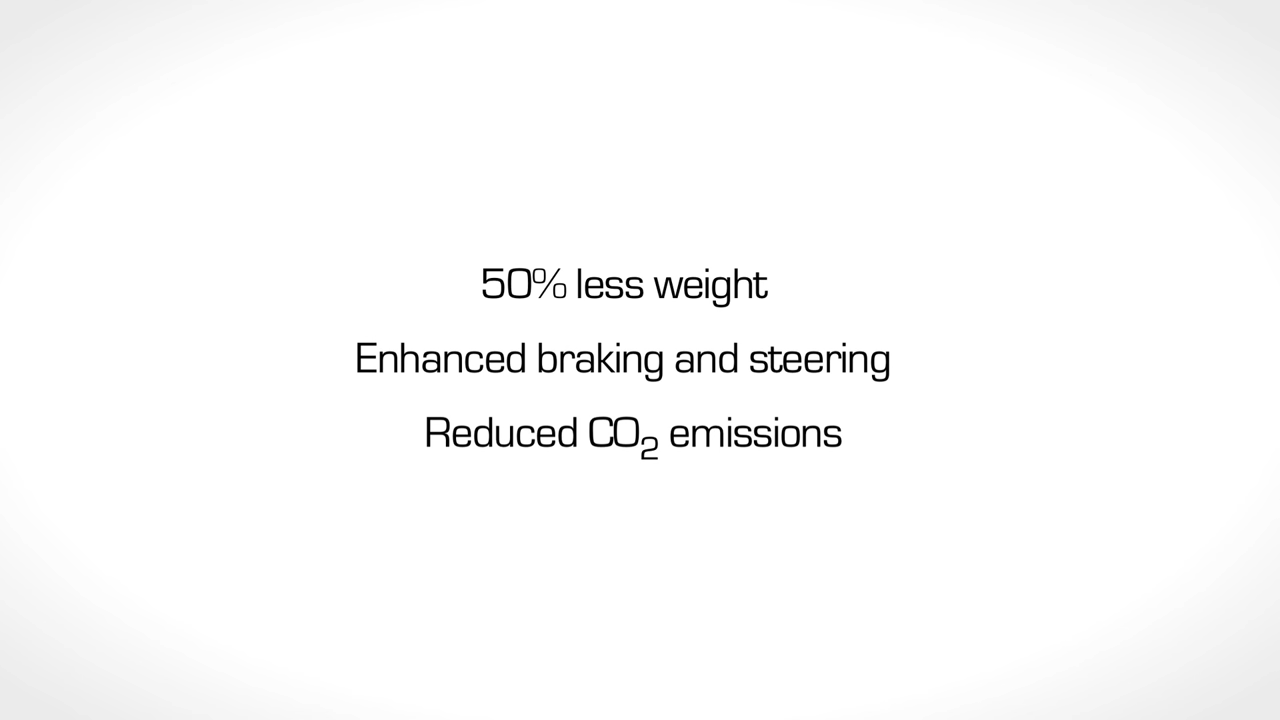 50% less weight
Enhanced braking and steering
Reduced CO₂ emissions